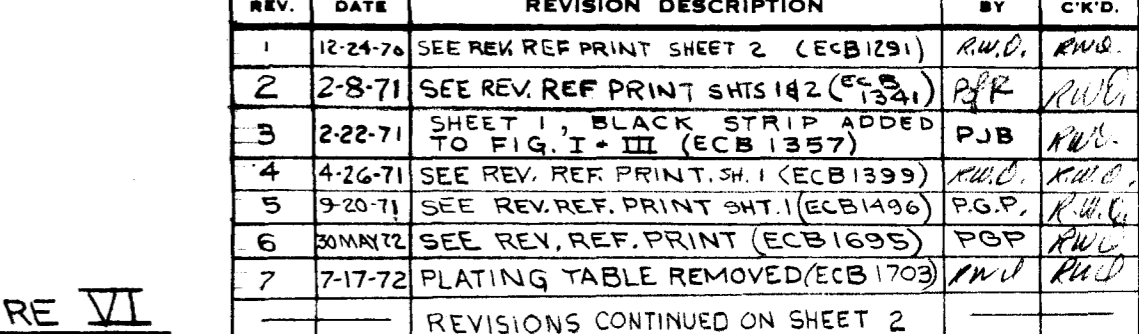 REV. DATE REVISION DESCRIPTION BY C'K'D.
1 12-24-70 SEE REV. REF PRINT SHEET 2 (ECB1291) R.W.O. RWO.
2 2-8-71 SEE REV. REF PRINT SHTS 1&2 (ECB 1341)
3 2-22-71 SHEET 1, BLACK STRIP ADDED
TO FIG. I & III (ECB 1357) PJB
4 4-26-71 SEE REV. REF. PRINT. SH. 1 (ECB1399) R.W.O. R.W.O.
5 9-20-71 SEE REV. REF. PRINT SHT. 1 (ECB1496) P.G.P. R.W.O.
6 30MAY72 SEE REV. REF. PRINT (ECB1695) PGP RWO
7 7-17-72 PLATING TABLE REMOVED (ECB 1703) RWO RWO
REVISIONS CONTINUED ON SHEET 2
RE VI